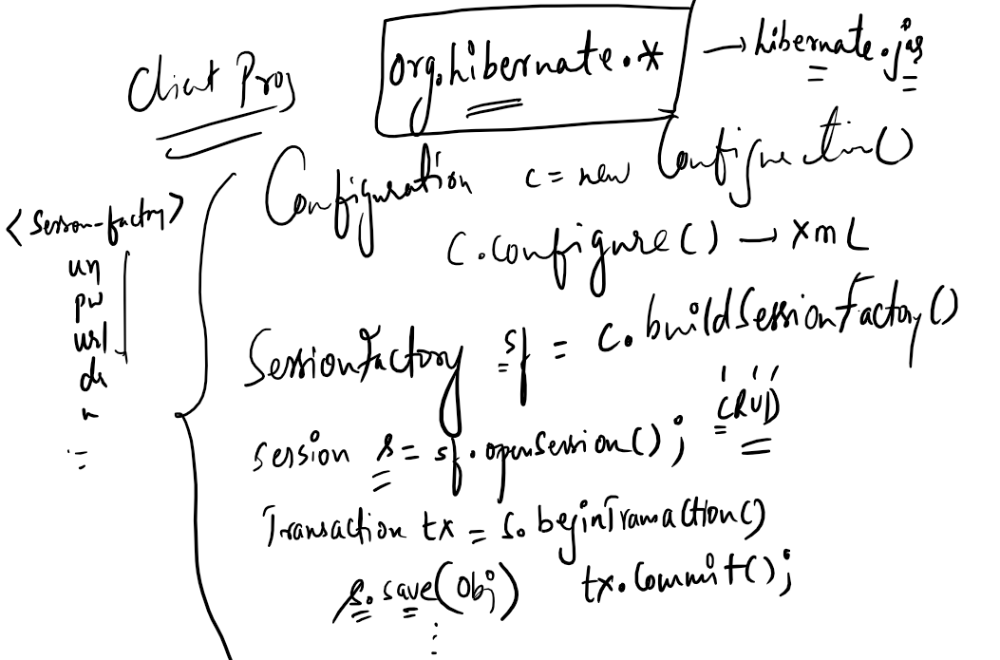 Client Prog
org.hibernate.* → hibernate.jar
Configuration c = new Configuration()
c.configure() → XML
<Session-factory>
un
pw
url
SessionFactory sf = c.buildSessionFactory()
CRUD
Session s = sf.openSession();
Transaction tx = s.beginTransaction()
s.save(obj) tx.commit();